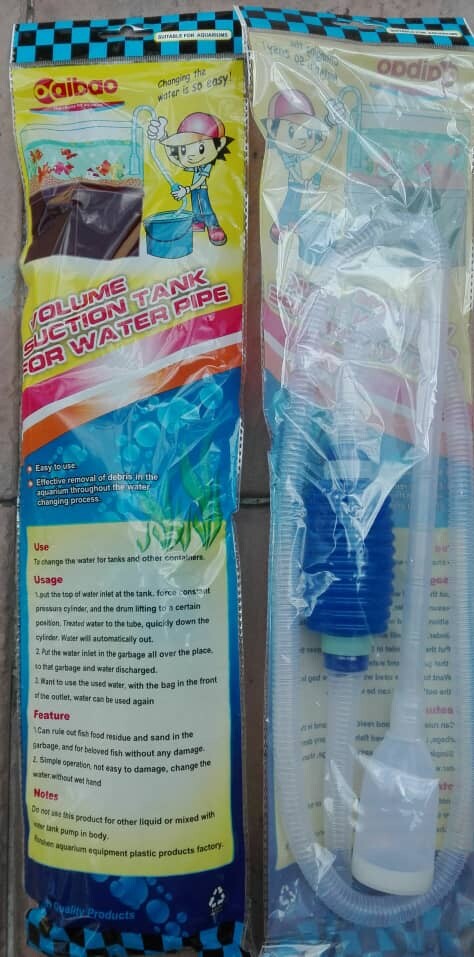 SUITABLE FOR AQUARIUMS
Caibao
Changing the
water is so easy!
VOLUME
SUCTION TANK
FOR WATER PIPE
Easy to use.
Effective removal of debris in the
aquarium throughout the water
changing process.
Use
To change the water for tanks and other containers.
Usage
1.put the top of water inlet at the tank, force constant
pressure cylinder, and the drum lifting to a certain
position, Treated water to the tube, quickly down the
cylinder. Water will automatically out.
2. Put the water inlet in the garbage all over the place,
so that garbage and water discharged.
3. Want to use the used water, with the bag in the front
of the outlet, water can be used again
Feature
1.Can rule out fish food residue and sand in the
garbage, and for beloved fish without any damage.
2. Simple operation, not easy to damage, change the
water without wet hand
Notes
Do not use this product for other liquid or mixed with
water tank pump in body.
aquarium equipment plastic products factory.
Quality Products